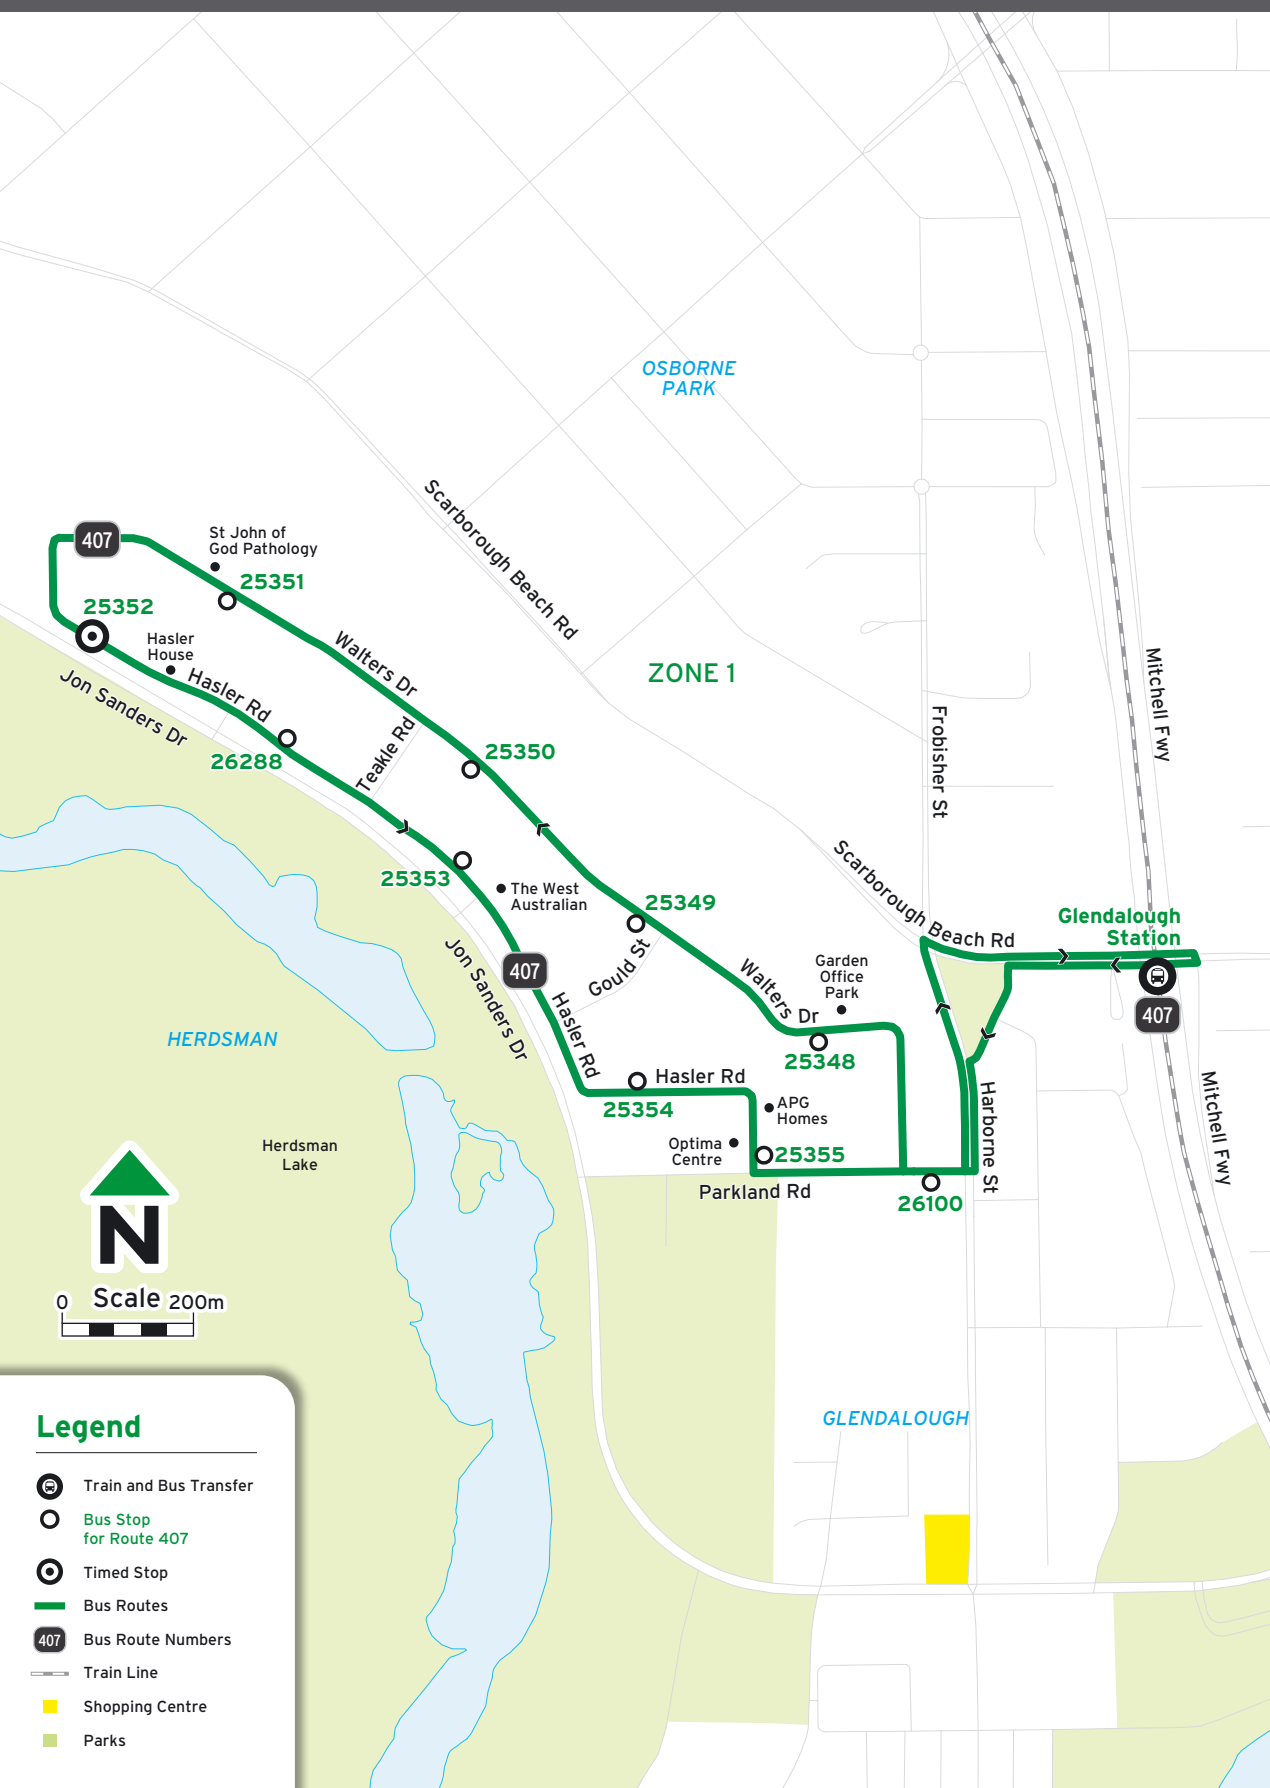 OSBORNE
PARK
Scarborough Beach Rd
407
St John of
God Pathology
25351
25352
Hasler
House
Hasler Rd
Jon Sanders Dr
26288
Walters Dr
Teakle Rd
ZONE 1
Mitchell Fwy
Frobisher St
25350
25353
The West
Australian
25349
Scarborough Beach Rd
Glendalough
Station
407
407
Gould St
Walters Dr
Garden
Office
Park
25348
Jon Sanders Dr
Hasler Rd
HERDSMAN
Hasler Rd
25354
APG
Homes
Optima
Centre
25355
Parkland Rd
26100
Harborne St
Mitchell Fwy
Herdsman
Lake
N
0 Scale 200m
GLENDALOUGH
Legend
Train and Bus Transfer
Bus Stop
for Route 407
Timed Stop
Bus Routes
407 Bus Route Numbers
Train Line
Shopping Centre
Parks